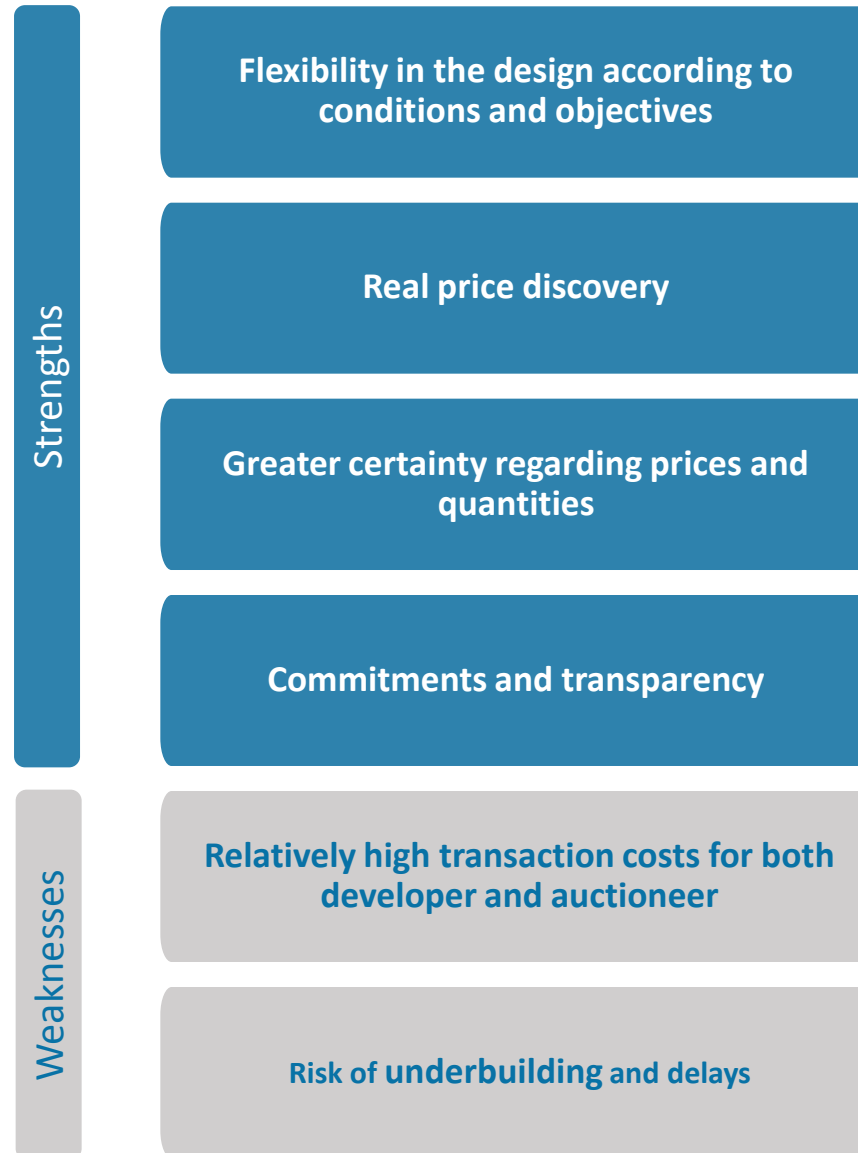 Strengths
Flexibility in the design according to
conditions and objectives
Real price discovery
Greater certainty regarding prices and
quantities
Commitments and transparency
Weaknesses
Relatively high transaction costs for both
developer and auctioneer
Risk of underbuilding and delays